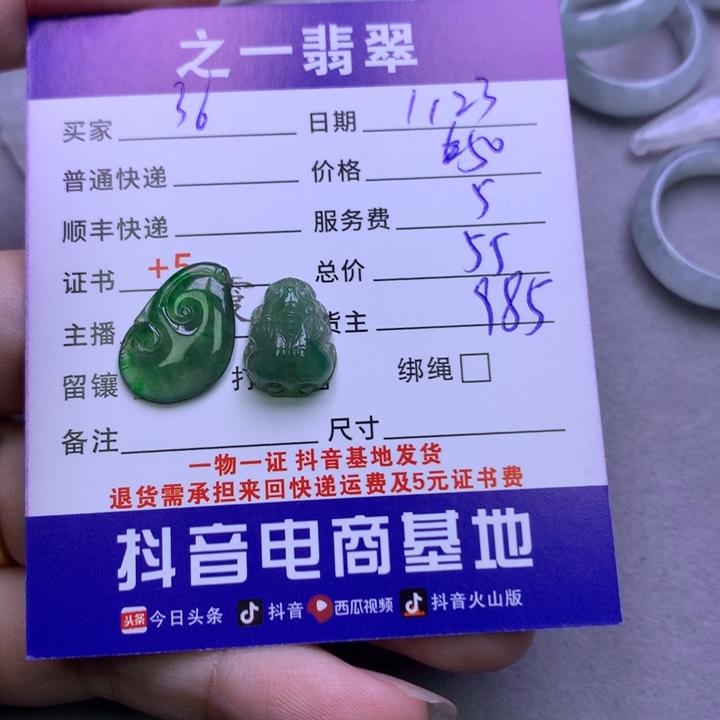 之一翡翠
买家 36 日期 1123
普通快递 价格 50
顺丰快递 服务费 5
证书 +5 总价 55
主播 霞 货主 985
留镶 打 绑绳
备注 尺寸
一物一证 抖音基地发货
退货需承担来回快递运费及5元证书费
抖音电商基地
头条 今日头条 抖音 西瓜视频 抖音火山版